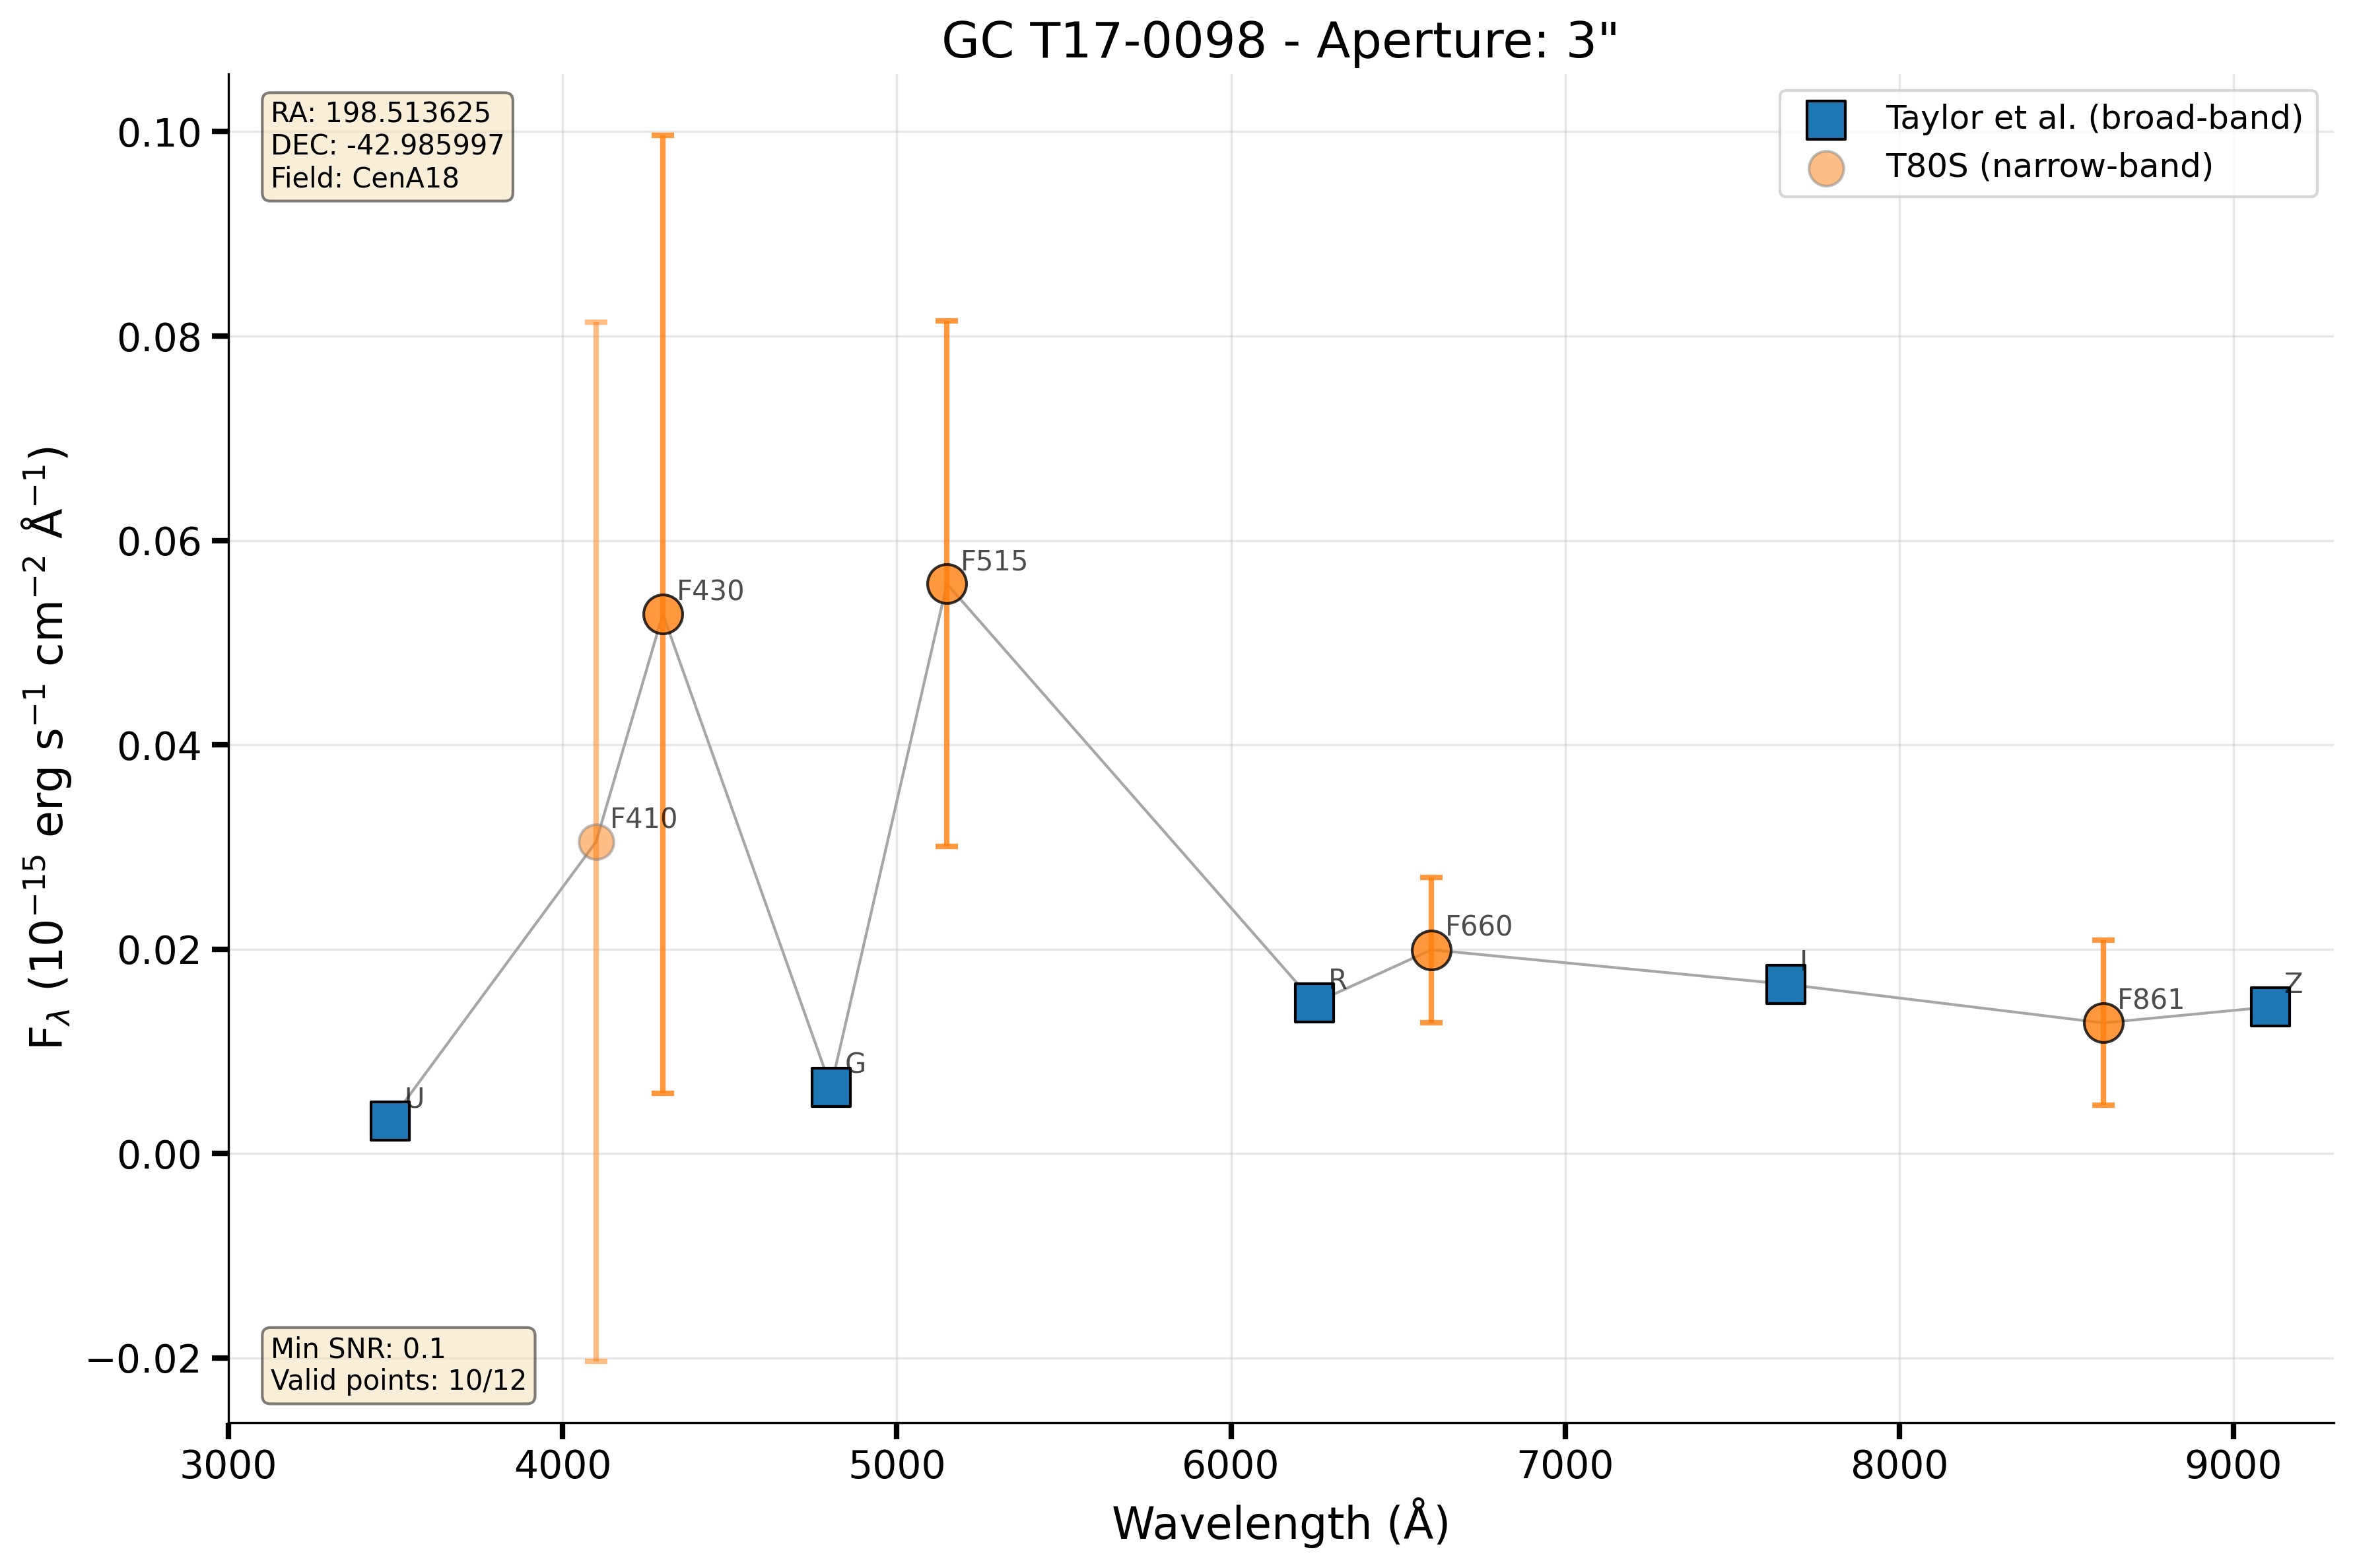 GC T17-0098 - Aperture: 3"
RA: 198.513625
DEC: -42.985997
Field: CenA18
Taylor et al. (broad-band)
T80S (narrow-band)
0.10
0.08
0.06
0.04
0.02
0.00
−0.02
F_λ (10⁻¹⁵ erg s⁻¹ cm⁻² Å⁻¹)
U
F410
F430
G
F515
R
F660
I
F861
Z
Min SNR: 0.1
Valid points: 10/12
3000 4000 5000 6000 7000 8000 9000
Wavelength (Å)